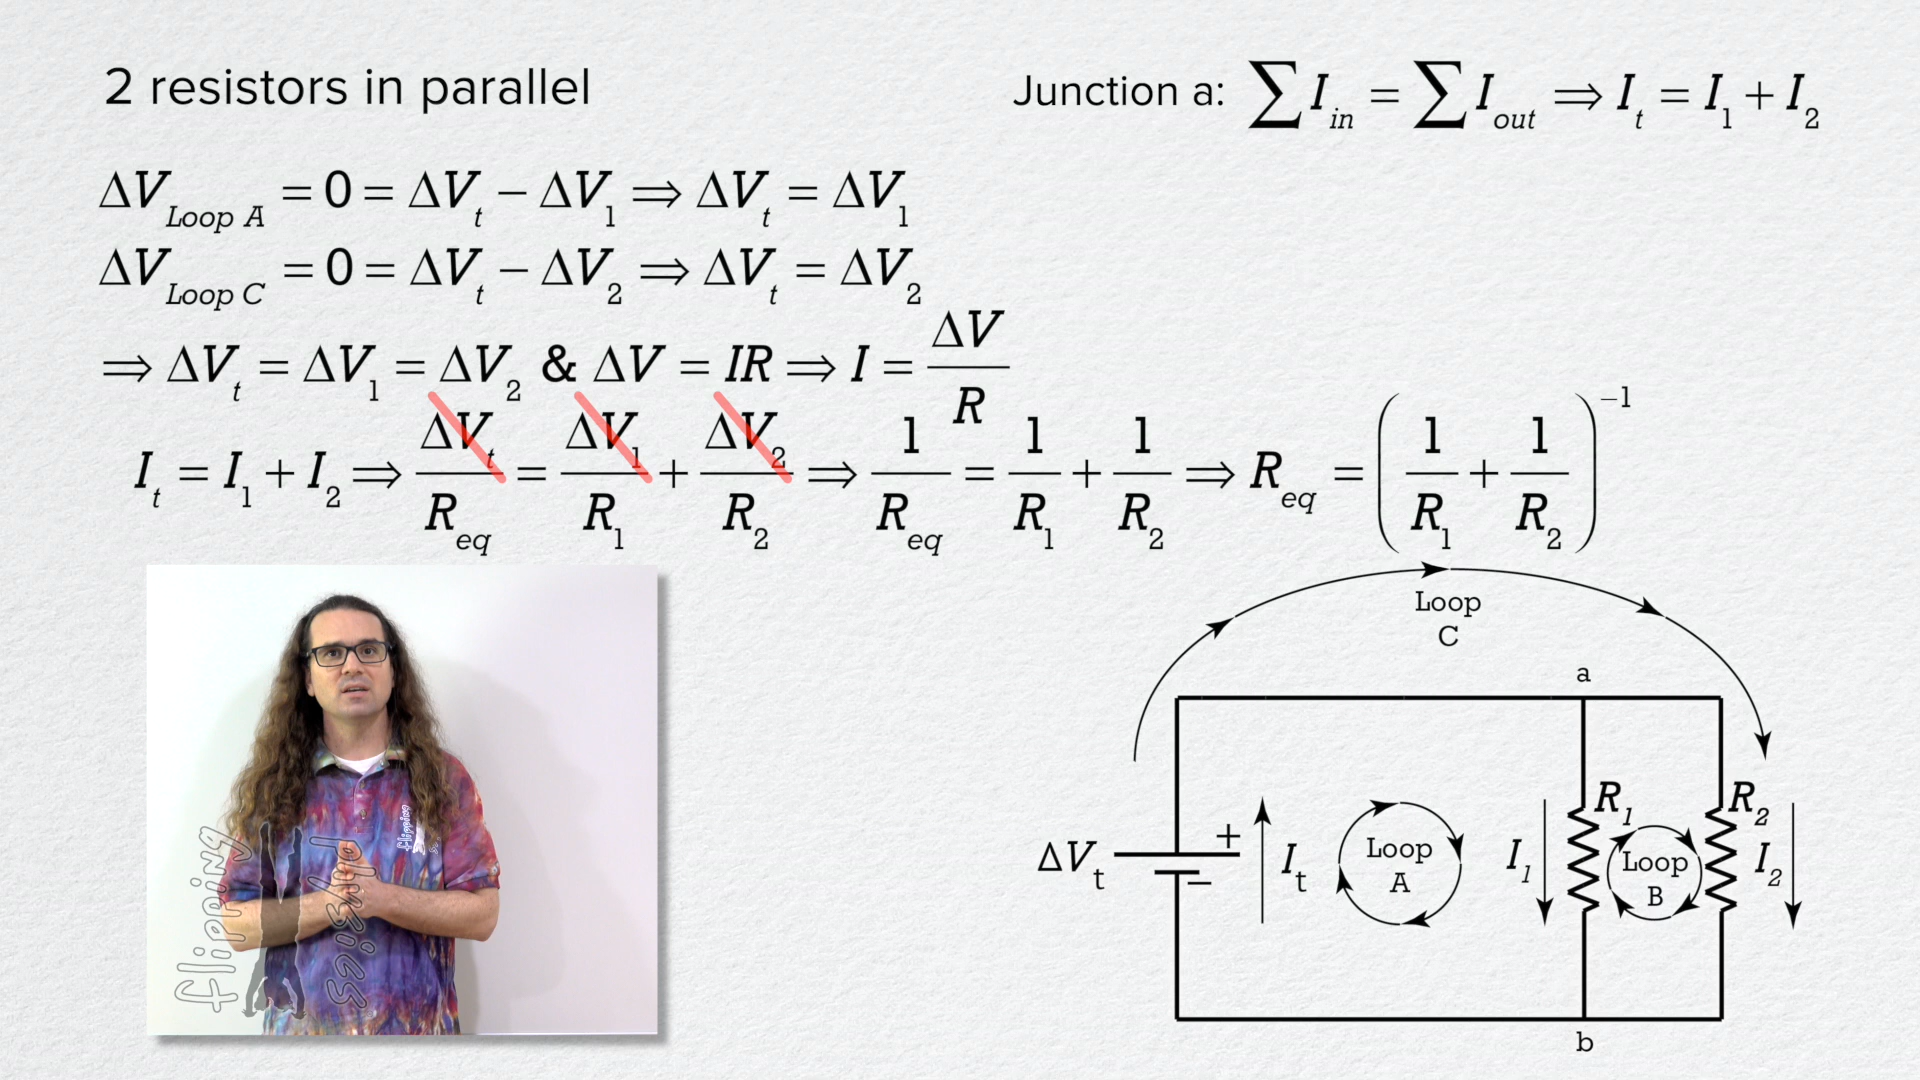 2 resistors in parallel
Junction a: ∑I_in = ∑I_out ⇒ I_t = I_1 + I_2
ΔV_Loop A = 0 = ΔV_t − ΔV_1 ⇒ ΔV_t = ΔV_1
ΔV_Loop C = 0 = ΔV_t − ΔV_2 ⇒ ΔV_t = ΔV_2
⇒ ΔV_t = ΔV_1 = ΔV_2 & ΔV = IR ⇒ I = ΔV/R
I_t = I_1 + I_2 ⇒ ΔV_t/R_eq = ΔV_1/R_1 + ΔV_2/R_2 ⇒ 1/R_eq = 1/R_1 + 1/R_2 ⇒ R_eq = (1/R_1 + 1/R_2)^−1
Loop
C
a
R_1
R_2
+
ΔV_t
−
I_t
Loop
A
I_1
Loop
B
I_2
b
flipping
physics
flipping